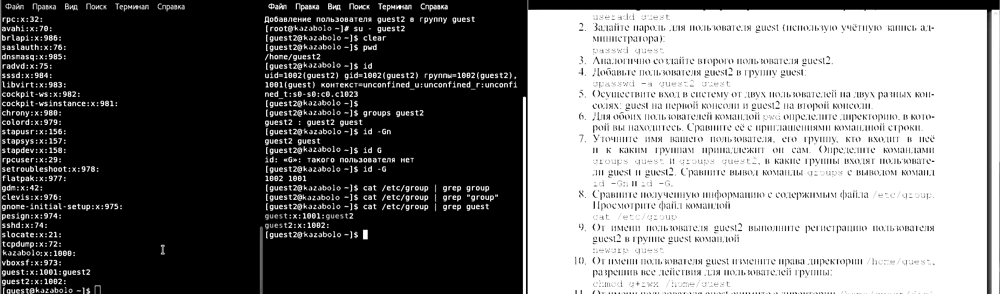 Файл Правка Вид Поиск Терминал Справка
rpc:x:32:
avahi:x:70:
brlapi:x:986:
saslauth:x:76:
dnsmasq:x:985:
radvd:x:75:
sssd:x:984:
libvirt:x:983:
cockpit-ws:x:982:
cockpit-wsinstance:x:981:
chrony:x:980:
colord:x:979:
stapusr:x:156:
stapsys:x:157:
stapdev:x:158:
rpcuser:x:29:
setroubleshoot:x:978:
flatpak:x:977:
gdm:x:42:
clevis:x:976:
gnome-initial-setup:x:975:
pesign:x:974:
sshd:x:74:
slocate:x:21:
tcpdump:x:72:
kazabolo:x:1000:
vboxsf:x:973:
guest:x:1001:guest2
guest2:x:1002:
[guest@kazabolo ~]$
Файл Правка Вид Поиск Терминал Справка
Добавление пользователя guest2 в группу guest
[root@kazabolo ~]# su - guest2
[guest2@kazabolo ~]$ clear
[guest2@kazabolo ~]$ pwd
/home/guest2
[guest2@kazabolo ~]$ id
uid=1002(guest2) gid=1002(guest2) группы=1002(guest2),
1001(guest) контекст=unconfined_u:unconfined_r:unconfi
ned_t:s0-s0:c0.c1023
[guest2@kazabolo ~]$
[guest2@kazabolo ~]$ groups guest2
guest2 : guest2 guest
[guest2@kazabolo ~]$ id -Gn
guest2 guest
[guest2@kazabolo ~]$ id G
id: «G»: такого пользователя нет
[guest2@kazabolo ~]$ id -G
1002 1001
[guest2@kazabolo ~]$ cat /etc/group | grep group
[guest2@kazabolo ~]$ cat /etc/group | grep "group"
[guest2@kazabolo ~]$ cat /etc/group | grep guest
guest:x:1001:guest2
guest2:x:1002:
[guest2@kazabolo ~]$
useradd guest
2. Задайте пароль для пользователя guest (использую учётную запись ад-
министратора):
passwd guest
3. Аналогично создайте второго пользователя guest2.
4. Добавьте пользователя guest2 в группу guest:
gpasswd -a guest2 guest
5. Осуществите вход в систему от двух пользователей на двух разных кон-
солях: guest на первой консоли и guest2 на второй консоли.
6. Для обоих пользователей командой pwd определите директорию, в кото-
рой вы находитесь. Сравните её с приглашениями командной строки.
7. Уточните имя вашего пользователя, его группу, кто входит в неё
и к каким группам принадлежит он сам. Определите командами
groups guest и groups guest2, в какие группы входят пользовате-
ли guest и guest2. Сравните вывод команды groups с выводом команд
id -Gn и id -G.
8. Сравните полученную информацию с содержимым файла /etc/group.
Просмотрите файл командой
cat /etc/group
9. От имени пользователя guest2 выполните регистрацию пользователя
guest2 в группе guest командой
newgrp guest
10. От имени пользователя guest измените права директории /home/guest,
разрешив все действия для пользователей группы:
chmod g+rwx /home/guest